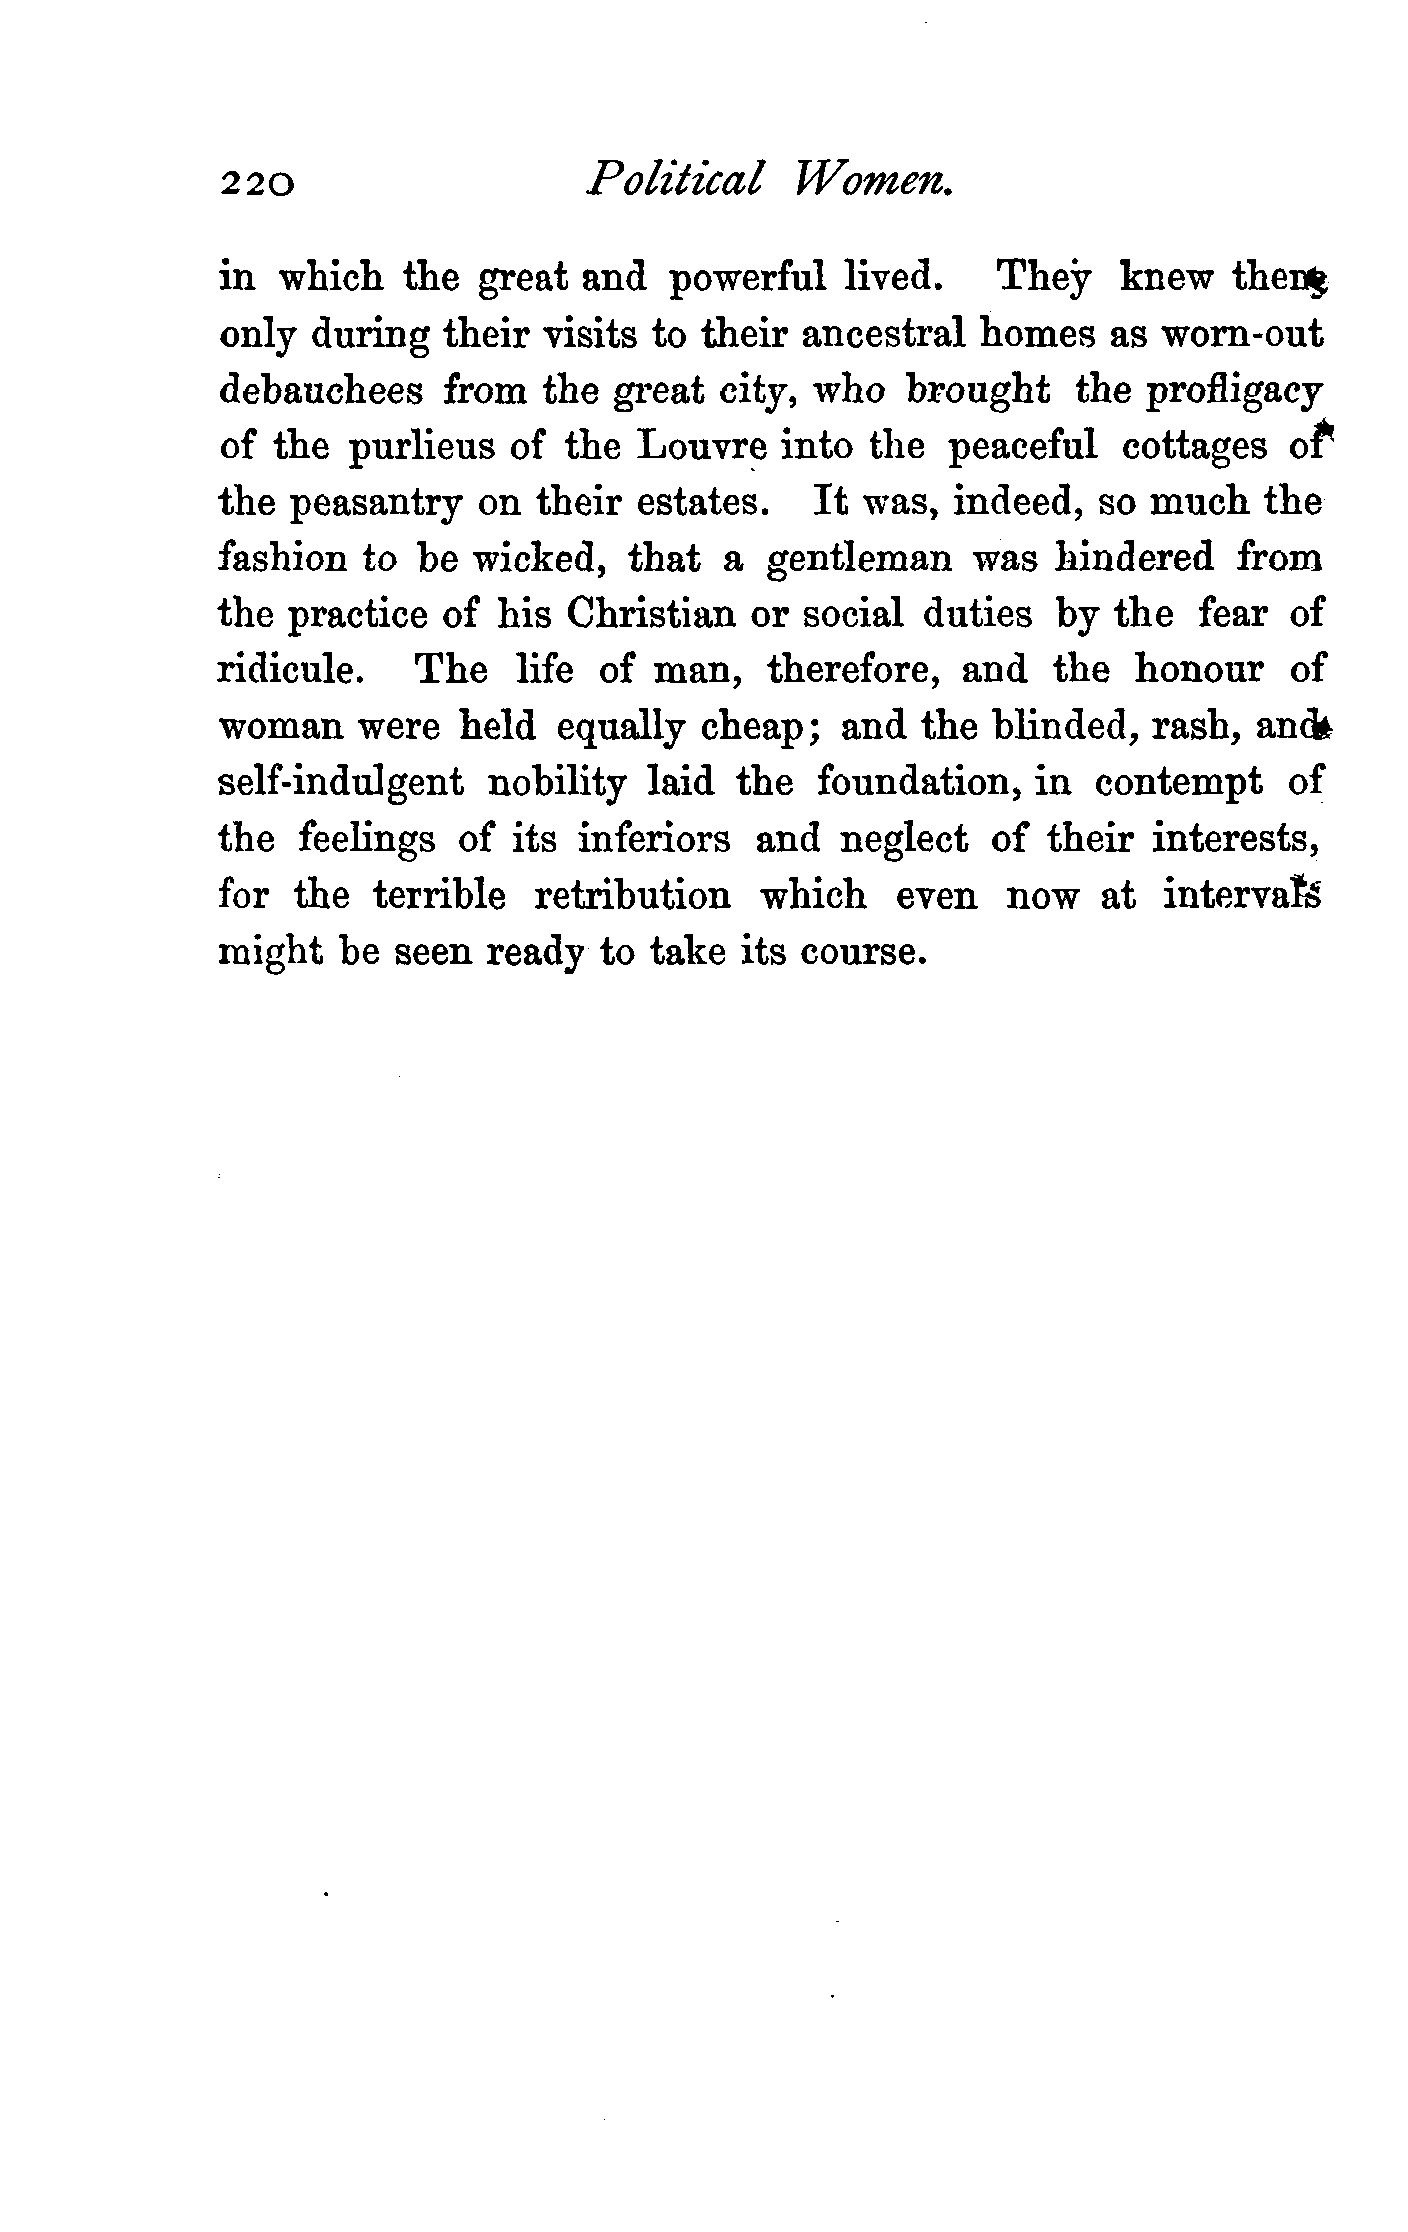 220 Political Women.
in which the great and powerful lived. They knew them
only during their visits to their ancestral homes as worn-out
debauchees from the great city, who brought the profligacy
of the purlieus of the Louvre into the peaceful cottages of
the peasantry on their estates. It was, indeed, so much the
fashion to be wicked, that a gentleman was hindered from
the practice of his Christian or social duties by the fear of
ridicule. The life of man, therefore, and the honour of
woman were held equally cheap; and the blinded, rash, and
self-indulgent nobility laid the foundation, in contempt of
the feelings of its inferiors and neglect of their interests,
for the terrible retribution which even now at intervals
might be seen ready to take its course.